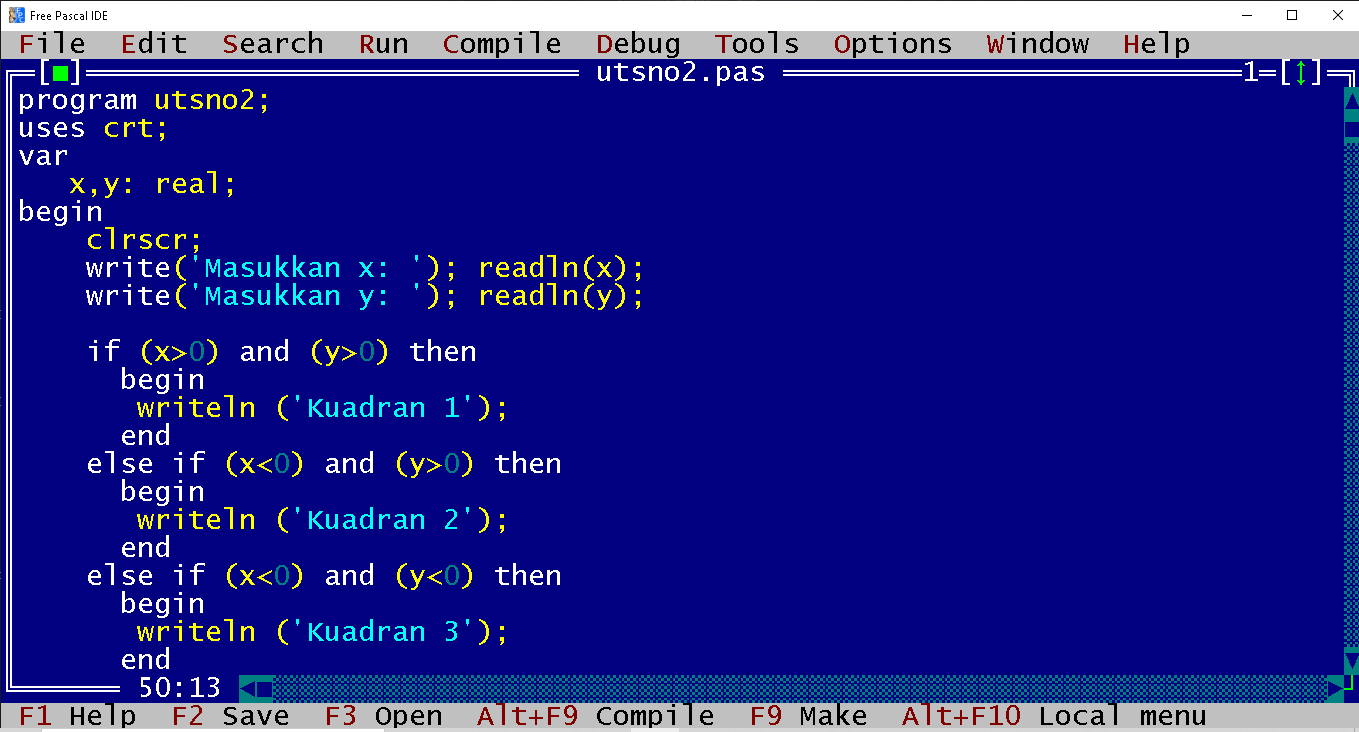 Free Pascal IDE
File Edit Search Run Compile Debug Tools Options Window Help
[■] utsno2.pas 1=[↕]
program utsno2;
uses crt;
var
   x,y: real;
begin
    clrscr;
    write('Masukkan x: '); readln(x);
    write('Masukkan y: '); readln(y);

    if (x>0) and (y>0) then
      begin
       writeln ('Kuadran 1');
      end
    else if (x<0) and (y>0) then
      begin
       writeln ('Kuadran 2');
      end
    else if (x<0) and (y<0) then
      begin
       writeln ('Kuadran 3');
      end
50:13
F1 Help F2 Save F3 Open Alt+F9 Compile F9 Make Alt+F10 Local menu